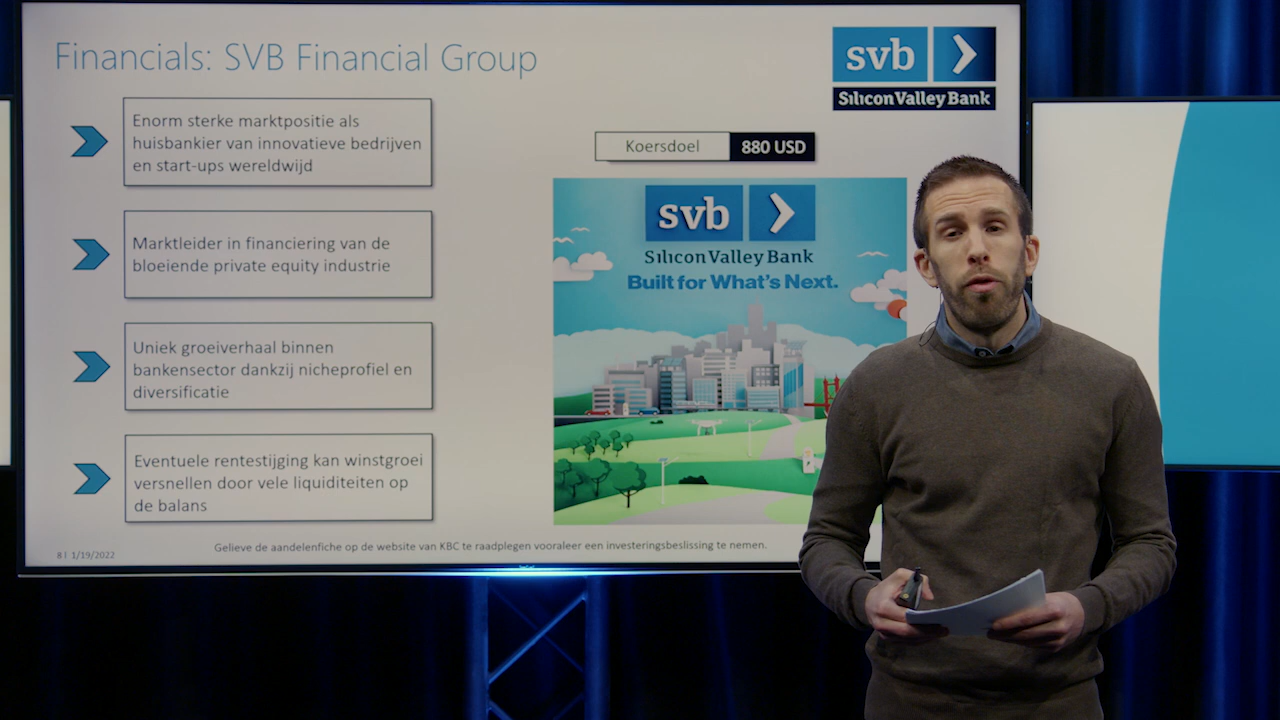 Financials: SVB Financial Group
svb
Silicon Valley Bank
Enorm sterke marktpositie als
huisbankier van innovatieve bedrijven
en start-ups wereldwijd
Koersdoel 880 USD
svb
Silicon Valley Bank
Built for What's Next.
Marktleider in financiering van de
bloeiende private equity industrie
Uniek groeiverhaal binnen
bankensector dankzij nicheprofiel en
diversificatie
Eventuele rentestijging kan winstgroei
versnellen door vele liquiditeiten op
de balans
Gelieve de aandelenfiche op de website van KBC te raadplegen vooraleer een investeringsbeslissing te nemen.
8 | 1/19/2022